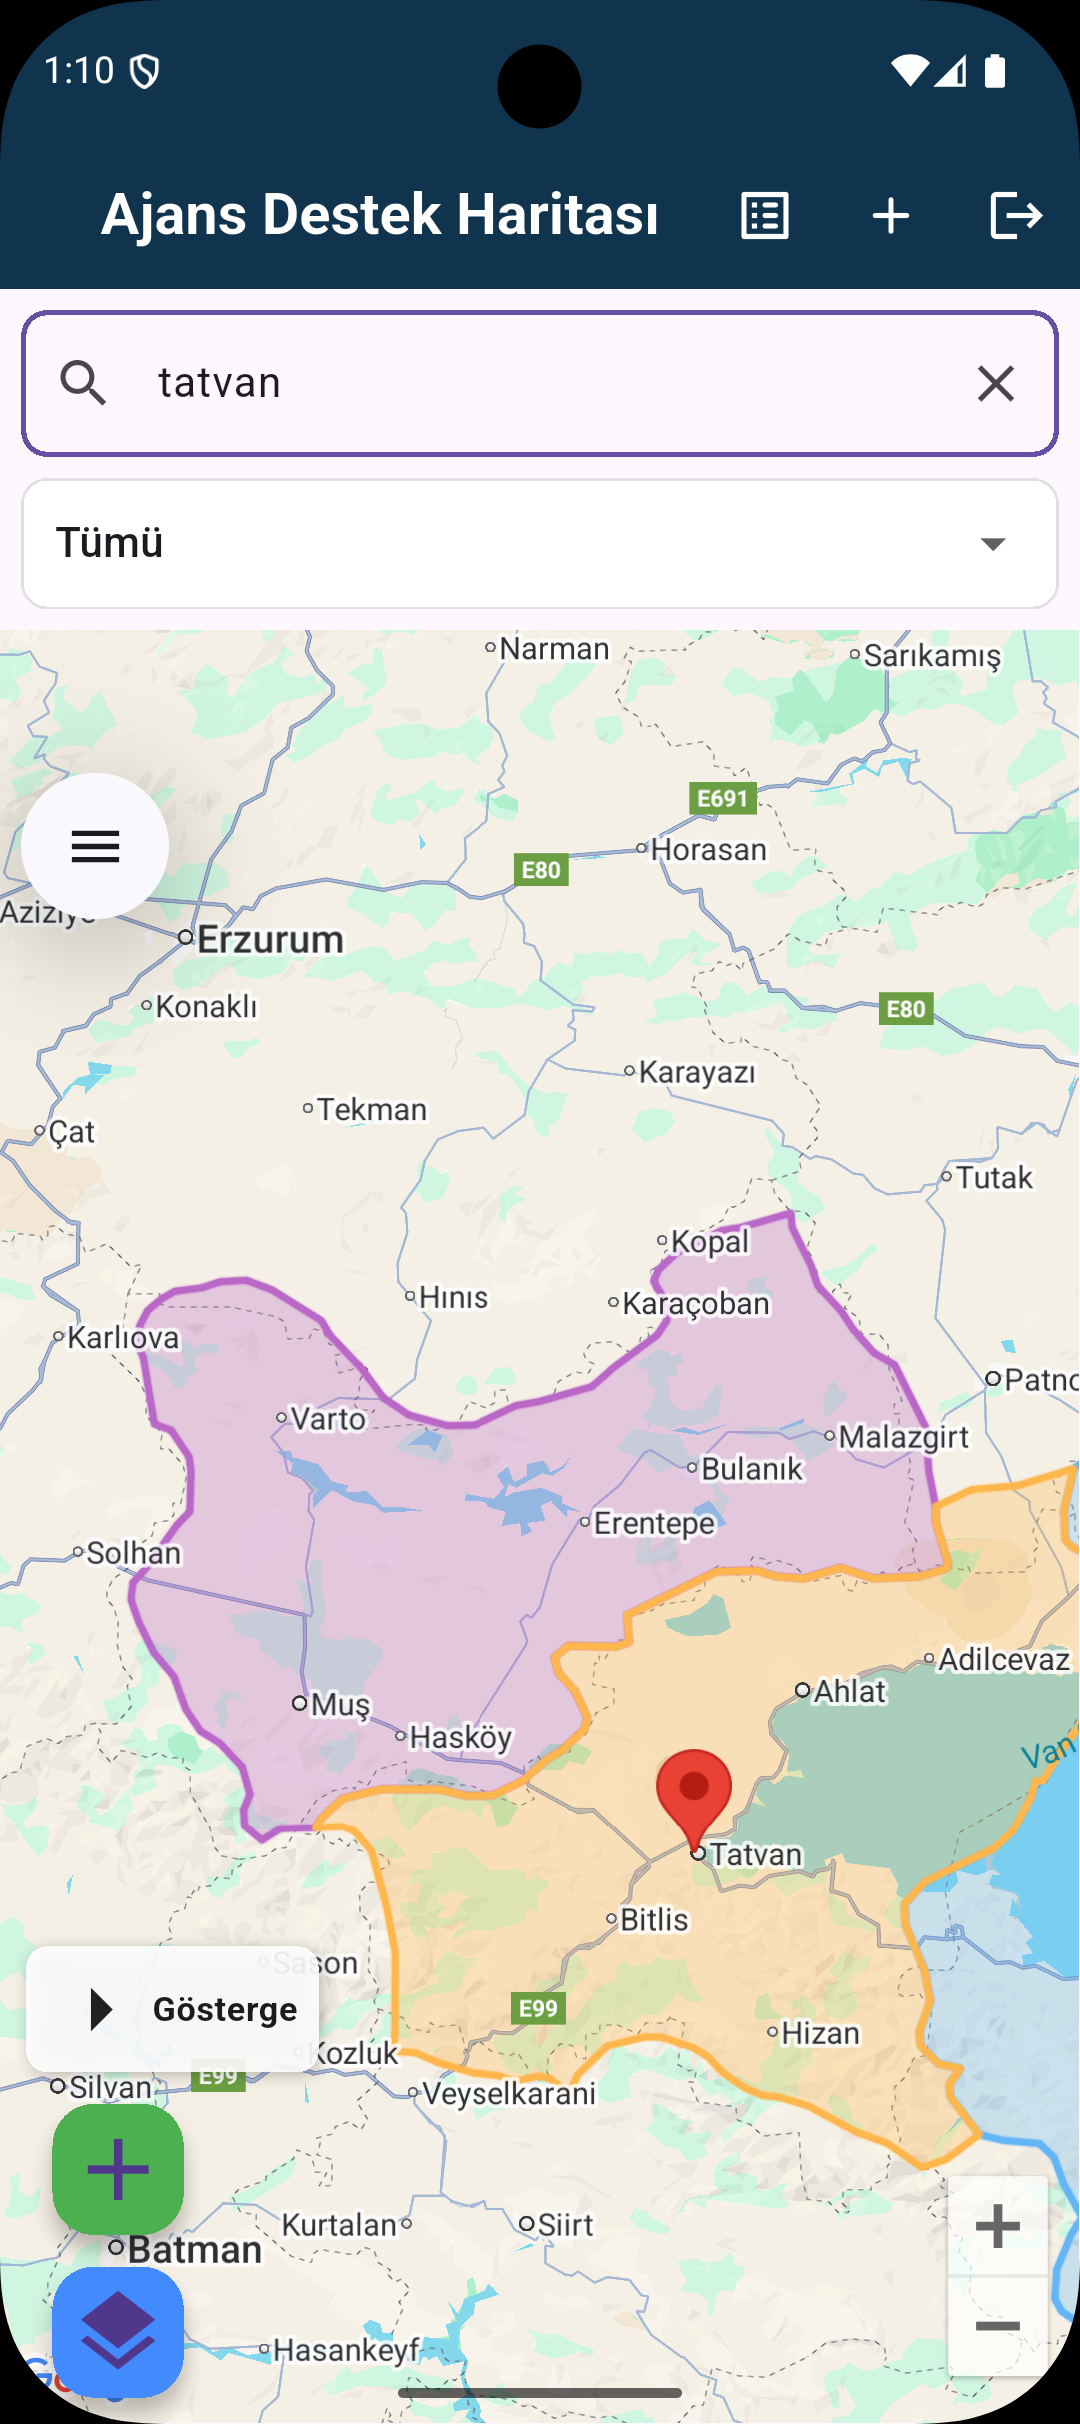 1:10
Ajans Destek Haritası
tatvan
Tümü
Narman
Sarıkamış
E691
Horasan
E80
Aziziye
Erzurum
Konaklı
E80
Karayazı
Tekman
Çat
Tutak
Kopal
Hınıs
Karaçoban
Karlıova
Patno
Varto
Malazgirt
Bulanık
Erentepe
Solhan
Adilcevaz
Ahlat
Muş
Hasköy
Van
Tatvan
Bitlis
Sason
Gösterge
E99
Hizan
Kozluk
E99
Silvan
Veyselkarani
Kurtalan
Siirt
Batman
Hasankeyf